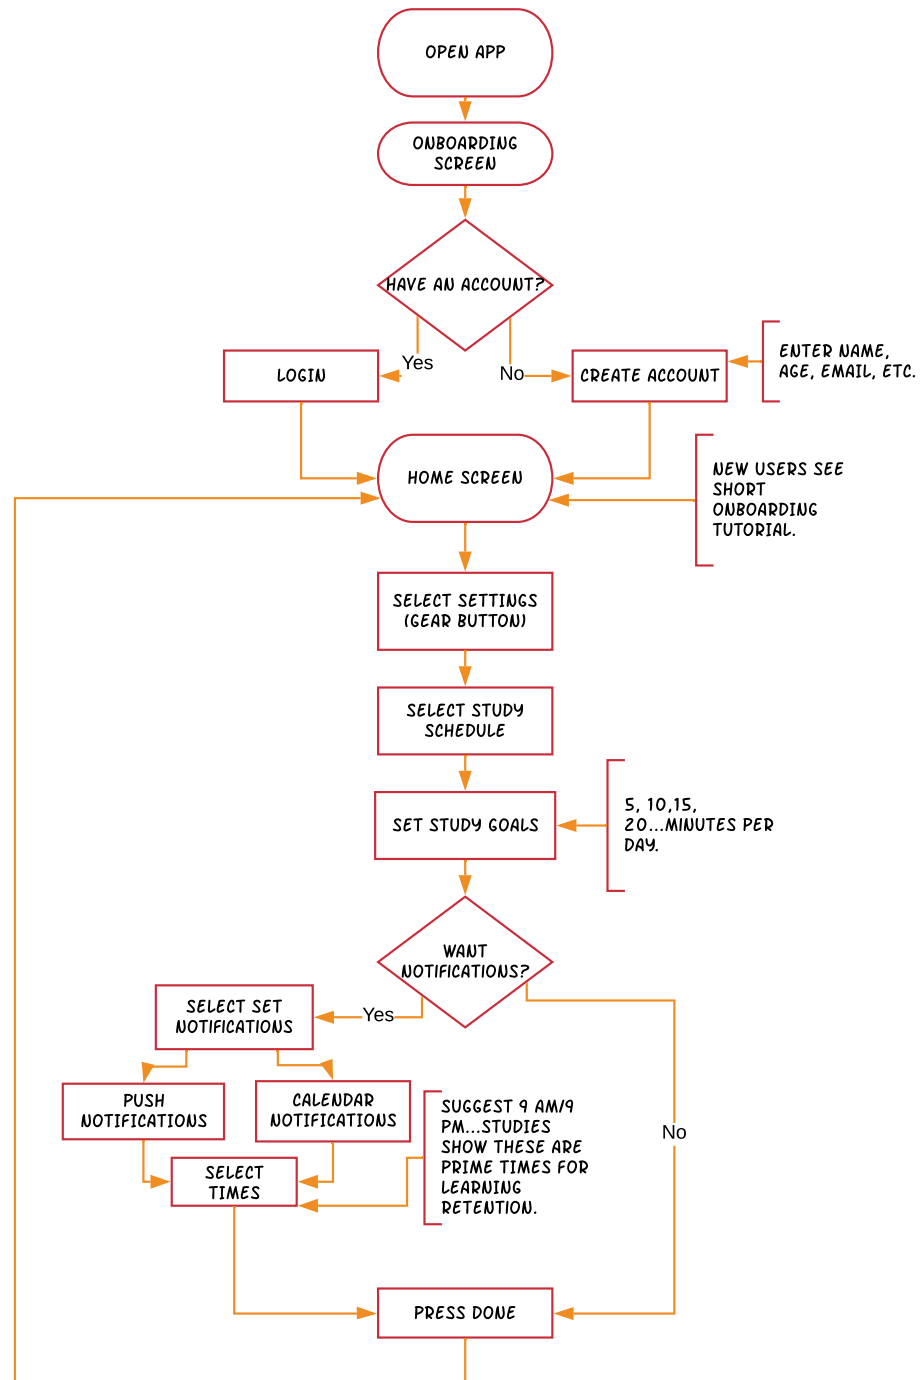 OPEN APP
ONBOARDING
SCREEN
HAVE AN ACCOUNT?
Yes
No
LOGIN
CREATE ACCOUNT
ENTER NAME,
AGE, EMAIL, ETC.
HOME SCREEN
NEW USERS SEE
SHORT
ONBOARDING
TUTORIAL.
SELECT SETTINGS
(GEAR BUTTON)
SELECT STUDY
SCHEDULE
SET STUDY GOALS
5, 10,15,
20...MINUTES PER
DAY.
WANT
NOTIFICATIONS?
Yes
SELECT SET
NOTIFICATIONS
PUSH
NOTIFICATIONS
CALENDAR
NOTIFICATIONS
SUGGEST 9 AM/9
PM...STUDIES
SHOW THESE ARE
PRIME TIMES FOR
LEARNING
RETENTION.
No
SELECT
TIMES
PRESS DONE